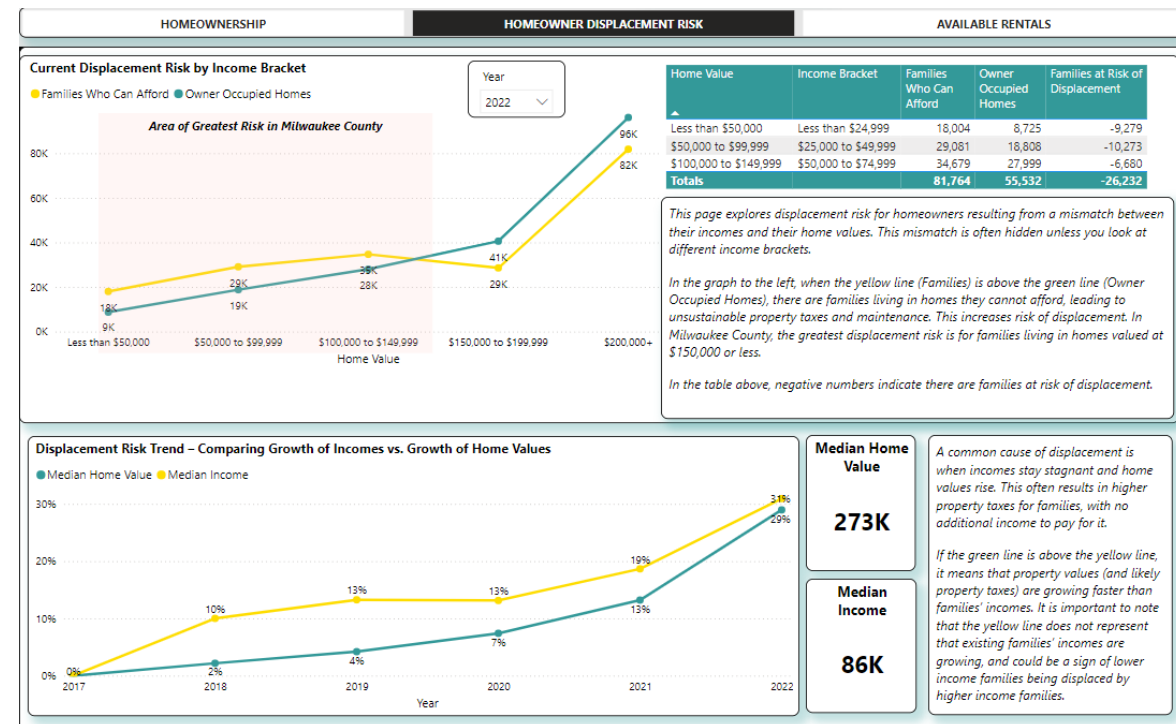 HOMEOWNERSHIP
HOMEOWNER DISPLACEMENT RISK
AVAILABLE RENTALS
Current Displacement Risk by Income Bracket
Families Who Can Afford Owner Occupied Homes
Year
2022
Area of Greatest Risk in Milwaukee County
80K
60K
40K
20K
0K
18K
9K
29K
19K
35K
28K
41K
29K
96K
82K
Less than $50,000
$50,000 to $99,999
$100,000 to $149,999
$150,000 to $199,999
$200,000+
Home Value
Home Value Income Bracket Families Who Can Afford Owner Occupied Homes Families at Risk of Displacement
Less than $50,000 Less than $24,999 18,004 8,725 -9,279
$50,000 to $99,999 $25,000 to $49,999 29,081 18,808 -10,273
$100,000 to $149,999 $50,000 to $74,999 34,679 27,999 -6,680
Totals 81,764 55,532 -26,232
This page explores displacement risk for homeowners resulting from a mismatch between
their incomes and their home values. This mismatch is often hidden unless you look at
different income brackets.
In the graph to the left, when the yellow line (Families) is above the green line (Owner
Occupied Homes), there are families living in homes they cannot afford, leading to
unsustainable property taxes and maintenance. This increases risk of displacement. In
Milwaukee County, the greatest displacement risk is for families living in homes valued at
$150,000 or less.
In the table above, negative numbers indicate there are families at risk of displacement.
Displacement Risk Trend – Comparing Growth of Incomes vs. Growth of Home Values
Median Home Value Median Income
30%
20%
10%
0%
0%
10%
2%
13%
4%
13%
7%
19%
13%
31%
29%
2017
2018
2019
2020
2021
2022
Year
Median Home
Value
273K
Median
Income
86K
A common cause of displacement is
when incomes stay stagnant and home
values rise. This often results in higher
property taxes for families, with no
additional income to pay for it.
If the green line is above the yellow line,
it means that property values (and likely
property taxes) are growing faster than
families' incomes. It is important to note
that the yellow line does not represent
that existing families' incomes are
growing, and could be a sign of lower
income families being displaced by
higher income families.